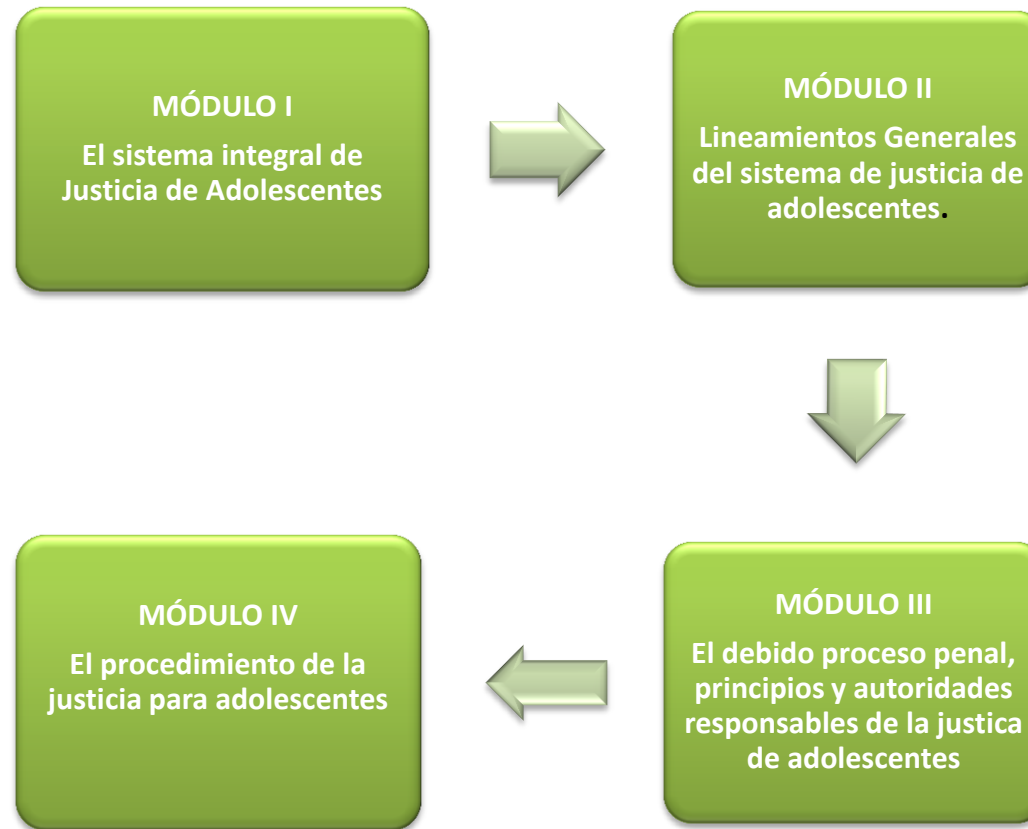 MÓDULO I
El sistema integral de
Justicia de Adolescentes
MÓDULO II
Lineamientos Generales
del sistema de justicia de
adolescentes.
MÓDULO III
El debido proceso penal,
principios y autoridades
responsables de la justica
de adolescentes
MÓDULO IV
El procedimiento de la
justicia para adolescentes